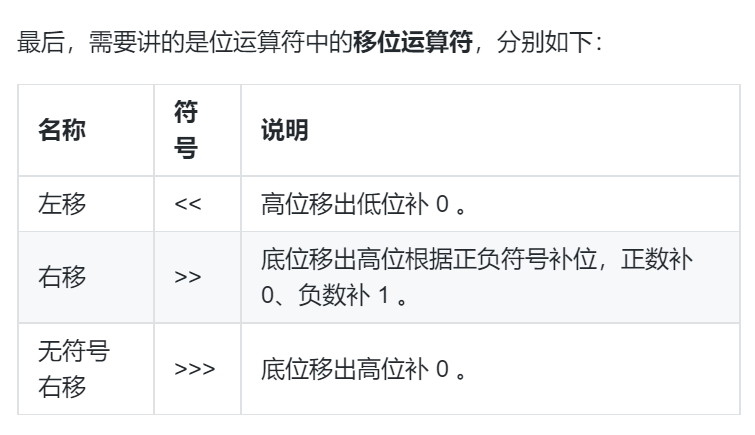 最后，需要讲的是位运算符中的移位运算符，分别如下：
名称 符号 说明
左移 << 高位移出低位补 0 。
右移 >> 底位移出高位根据正负符号补位，正数补
0、负数补 1 。
无符号
右移 >>> 底位移出高位补 0 。